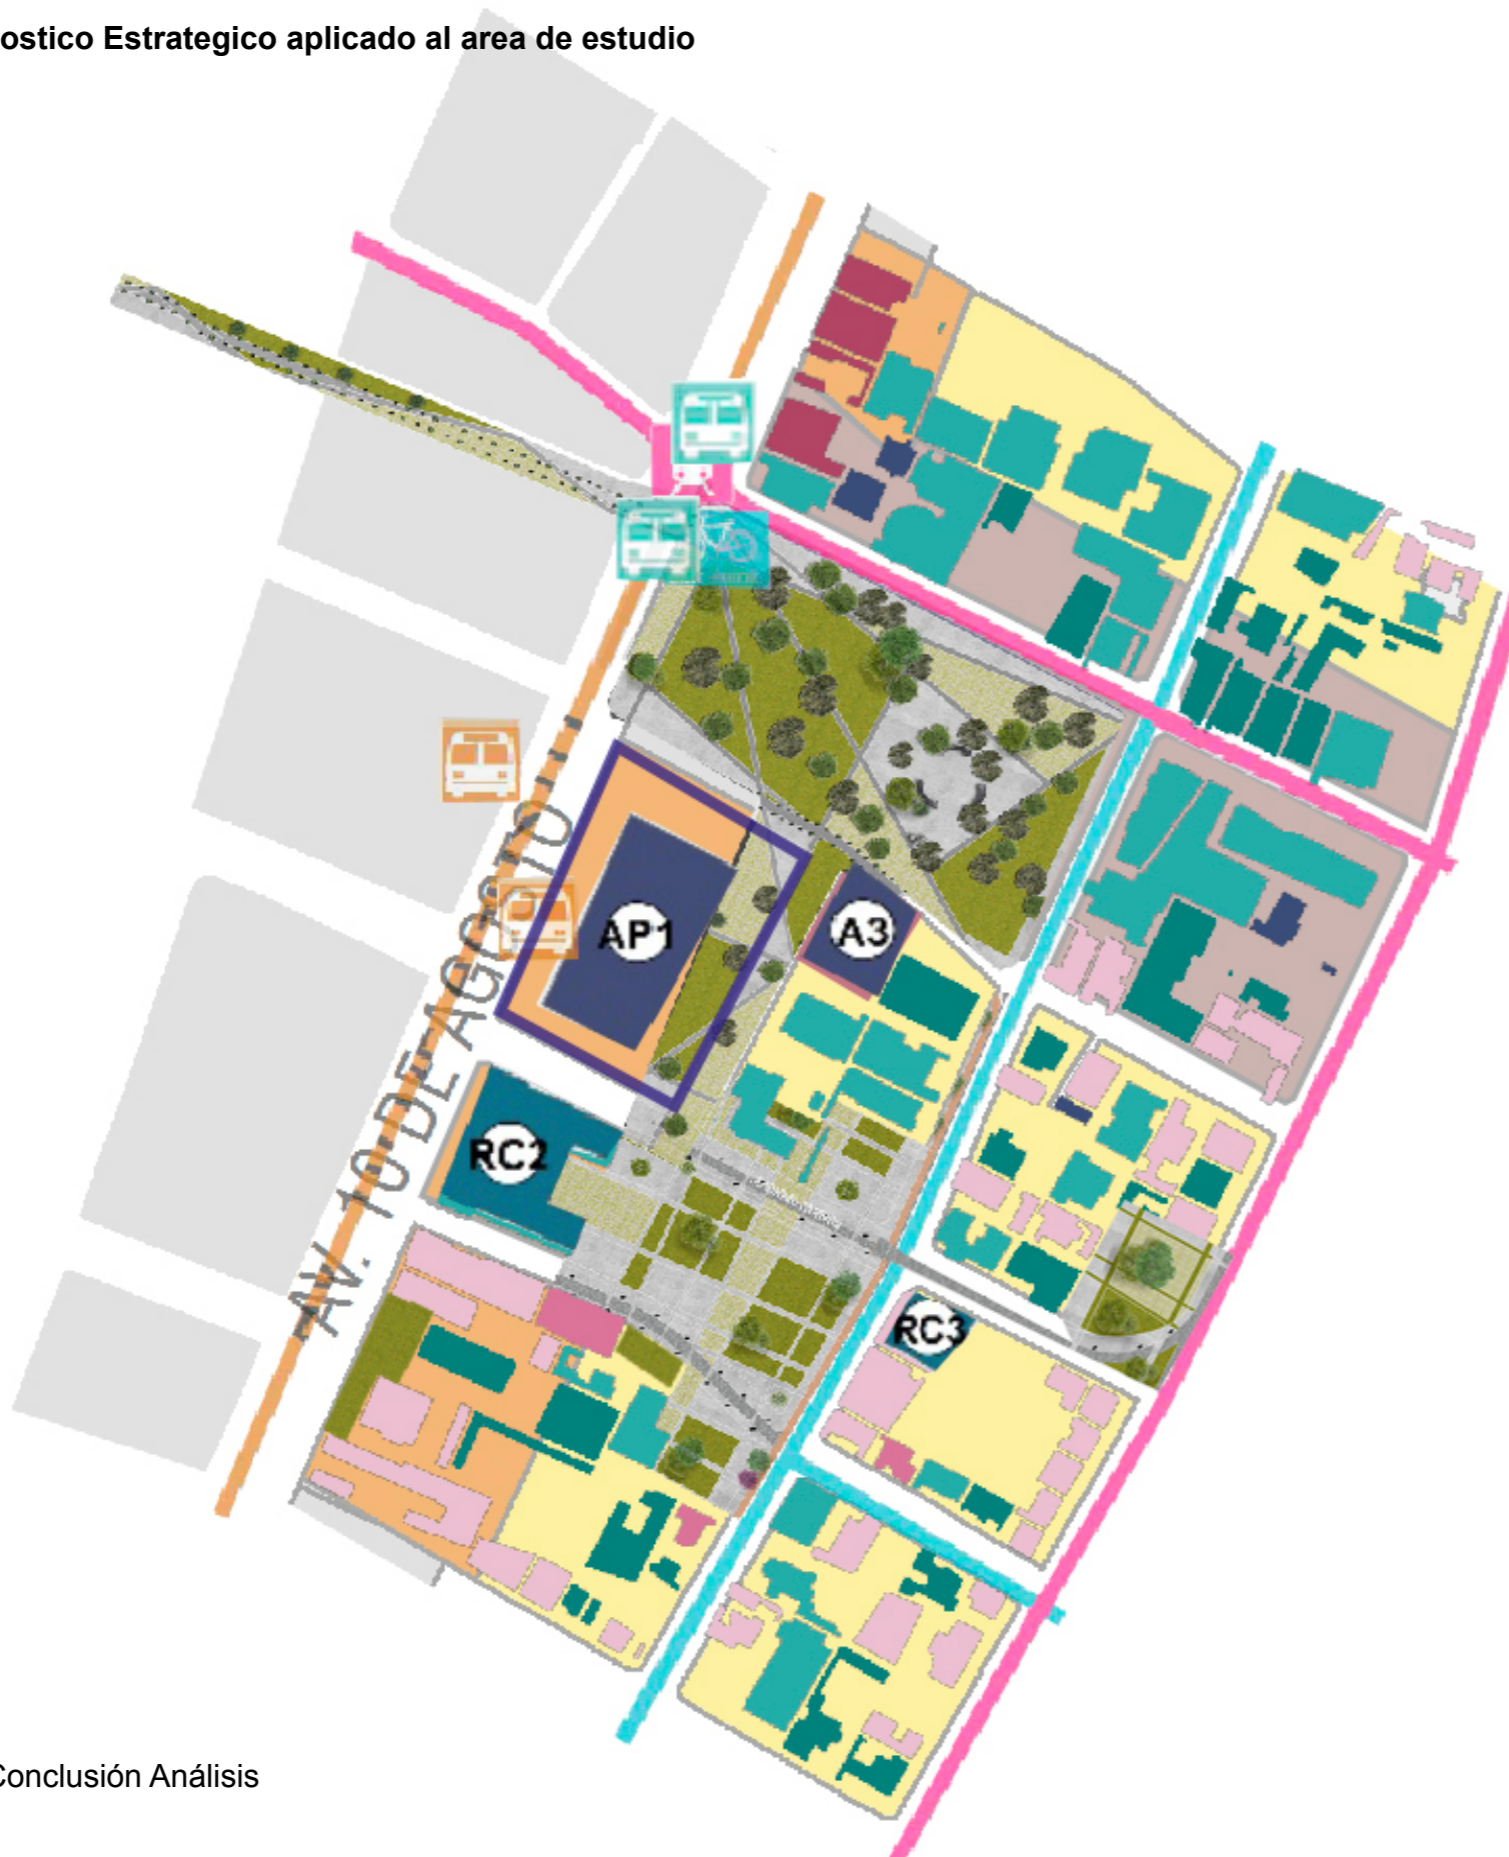 ostico Estrategico aplicado al area de estudio
AP1
A3
AV. 10 DE AGOSTO
RC2
RC3
Conclusión Análisis